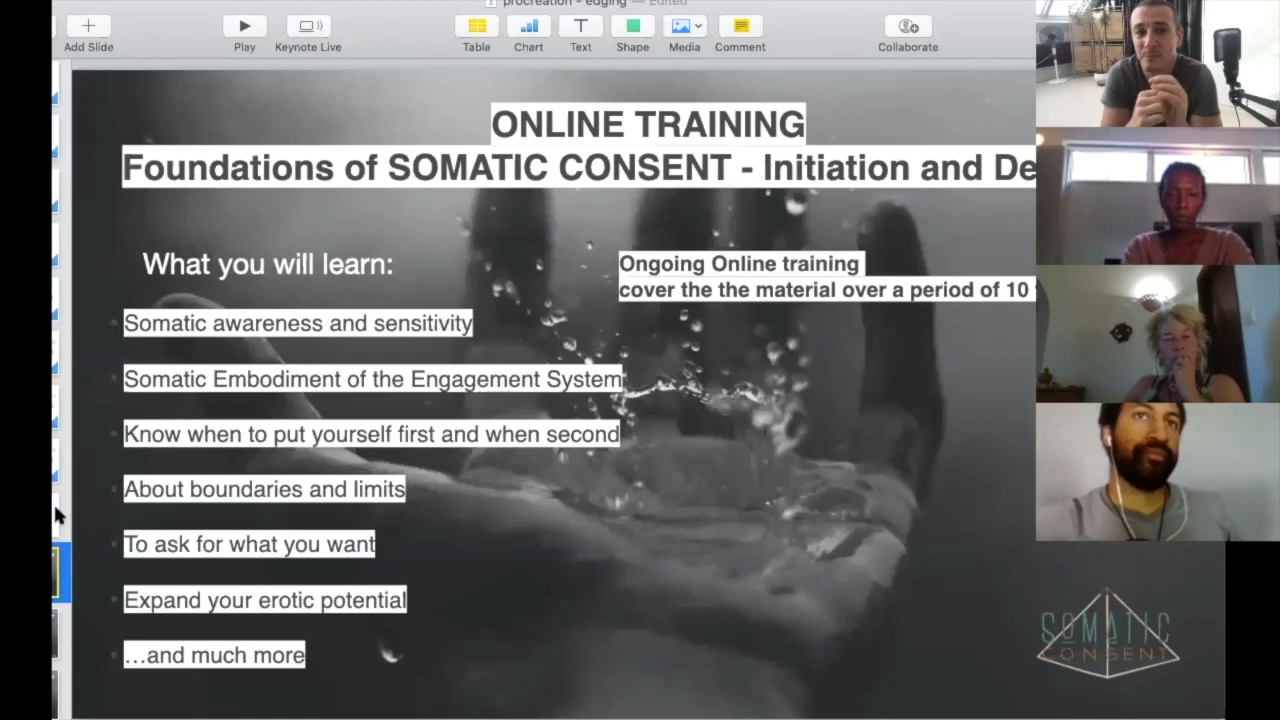 procreation - edging — Edited
Add Slide
Play
Keynote Live
Table
Chart
Text
Shape
Media
Comment
Collaborate
ONLINE TRAINING
Foundations of SOMATIC CONSENT - Initiation and De
What you will learn:
Ongoing Online training
cover the the material over a period of 10
Somatic awareness and sensitivity
Somatic Embodiment of the Engagement System
Know when to put yourself first and when second
About boundaries and limits
To ask for what you want
Expand your erotic potential
...and much more
SOMATIC
CONSENT